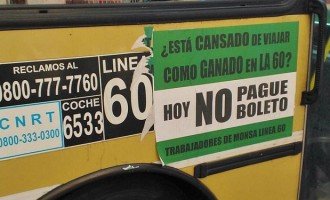 RECLAMOS AL
0800-777-7760
CNRT
0800-333-0300
COCHE
6533
LINEA
60
¿ESTÁ CANSADO DE VIAJAR
COMO GANADO EN LA 60?
HOY NO PAGUE
BOLETO
TRABAJADORES DE MONSA LINEA 60